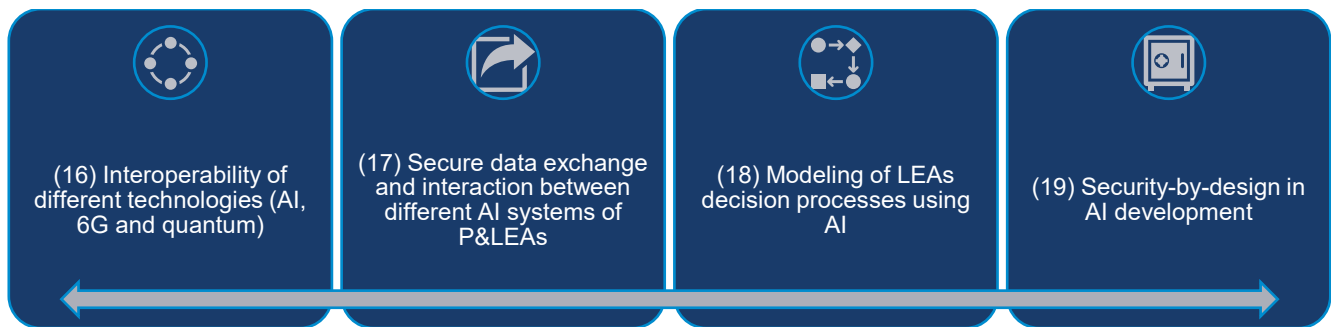 (16) Interoperability of
different technologies (AI,
6G and quantum)
(17) Secure data exchange
and interaction between
different AI systems of
P&LEAs
(18) Modeling of LEAs
decision processes using
AI
(19) Security-by-design in
AI development